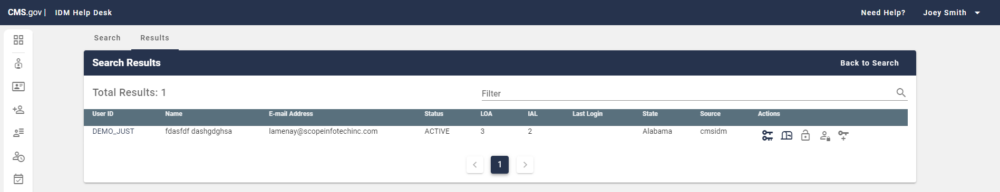 CMS.gov | IDM Help Desk Need Help? Joey Smith
Search Results
Search Results Back to Search
Total Results: 1 Filter
User ID Name E-mail Address Status LOA IAL Last Login State Source Actions
DEMO_JUST fdasfdf dashgdghsa lamenay@scopeinfotechinc.com ACTIVE 3 2 Alabama cmsidm
1